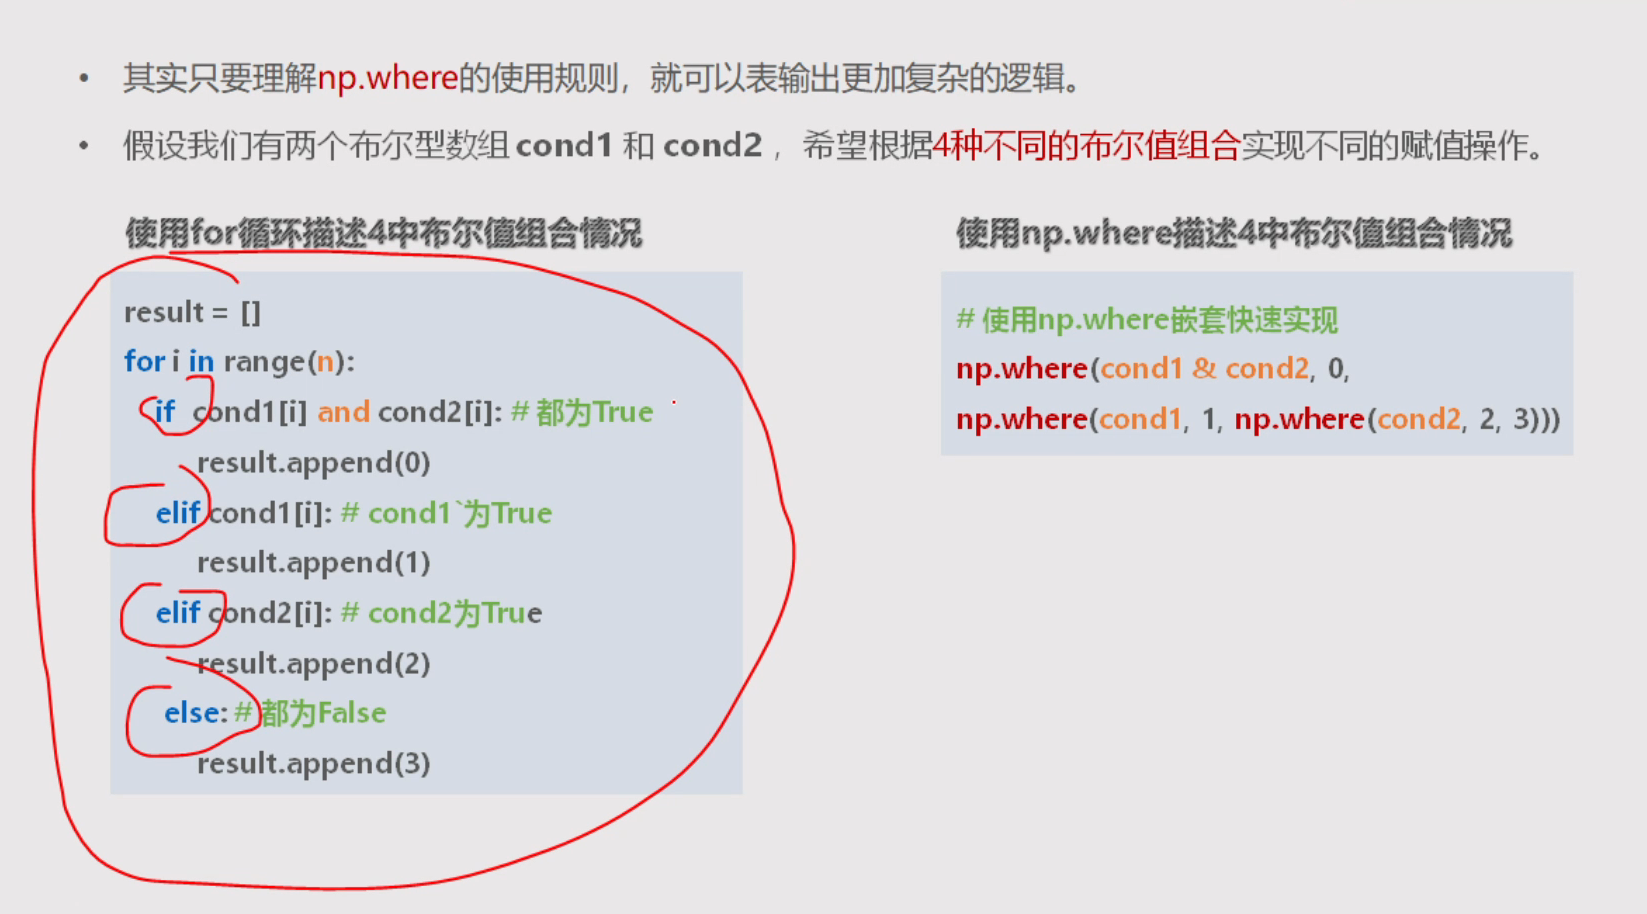 • 其实只要理解np.where的使用规则，就可以表输出更加复杂的逻辑。
• 假设我们有两个布尔型数组 cond1 和 cond2 ，希望根据4种不同的布尔值组合实现不同的赋值操作。
使用for循环描述4中布尔值组合情况
result = []
for i in range(n):
if cond1[i] and cond2[i]: # 都为True
result.append(0)
elif cond1[i]: # cond1`为True
result.append(1)
elif cond2[i]: # cond2为True
result.append(2)
else: # 都为False
result.append(3)
使用np.where描述4中布尔值组合情况
# 使用np.where嵌套快速实现
np.where(cond1 & cond2, 0,
np.where(cond1, 1, np.where(cond2, 2, 3)))